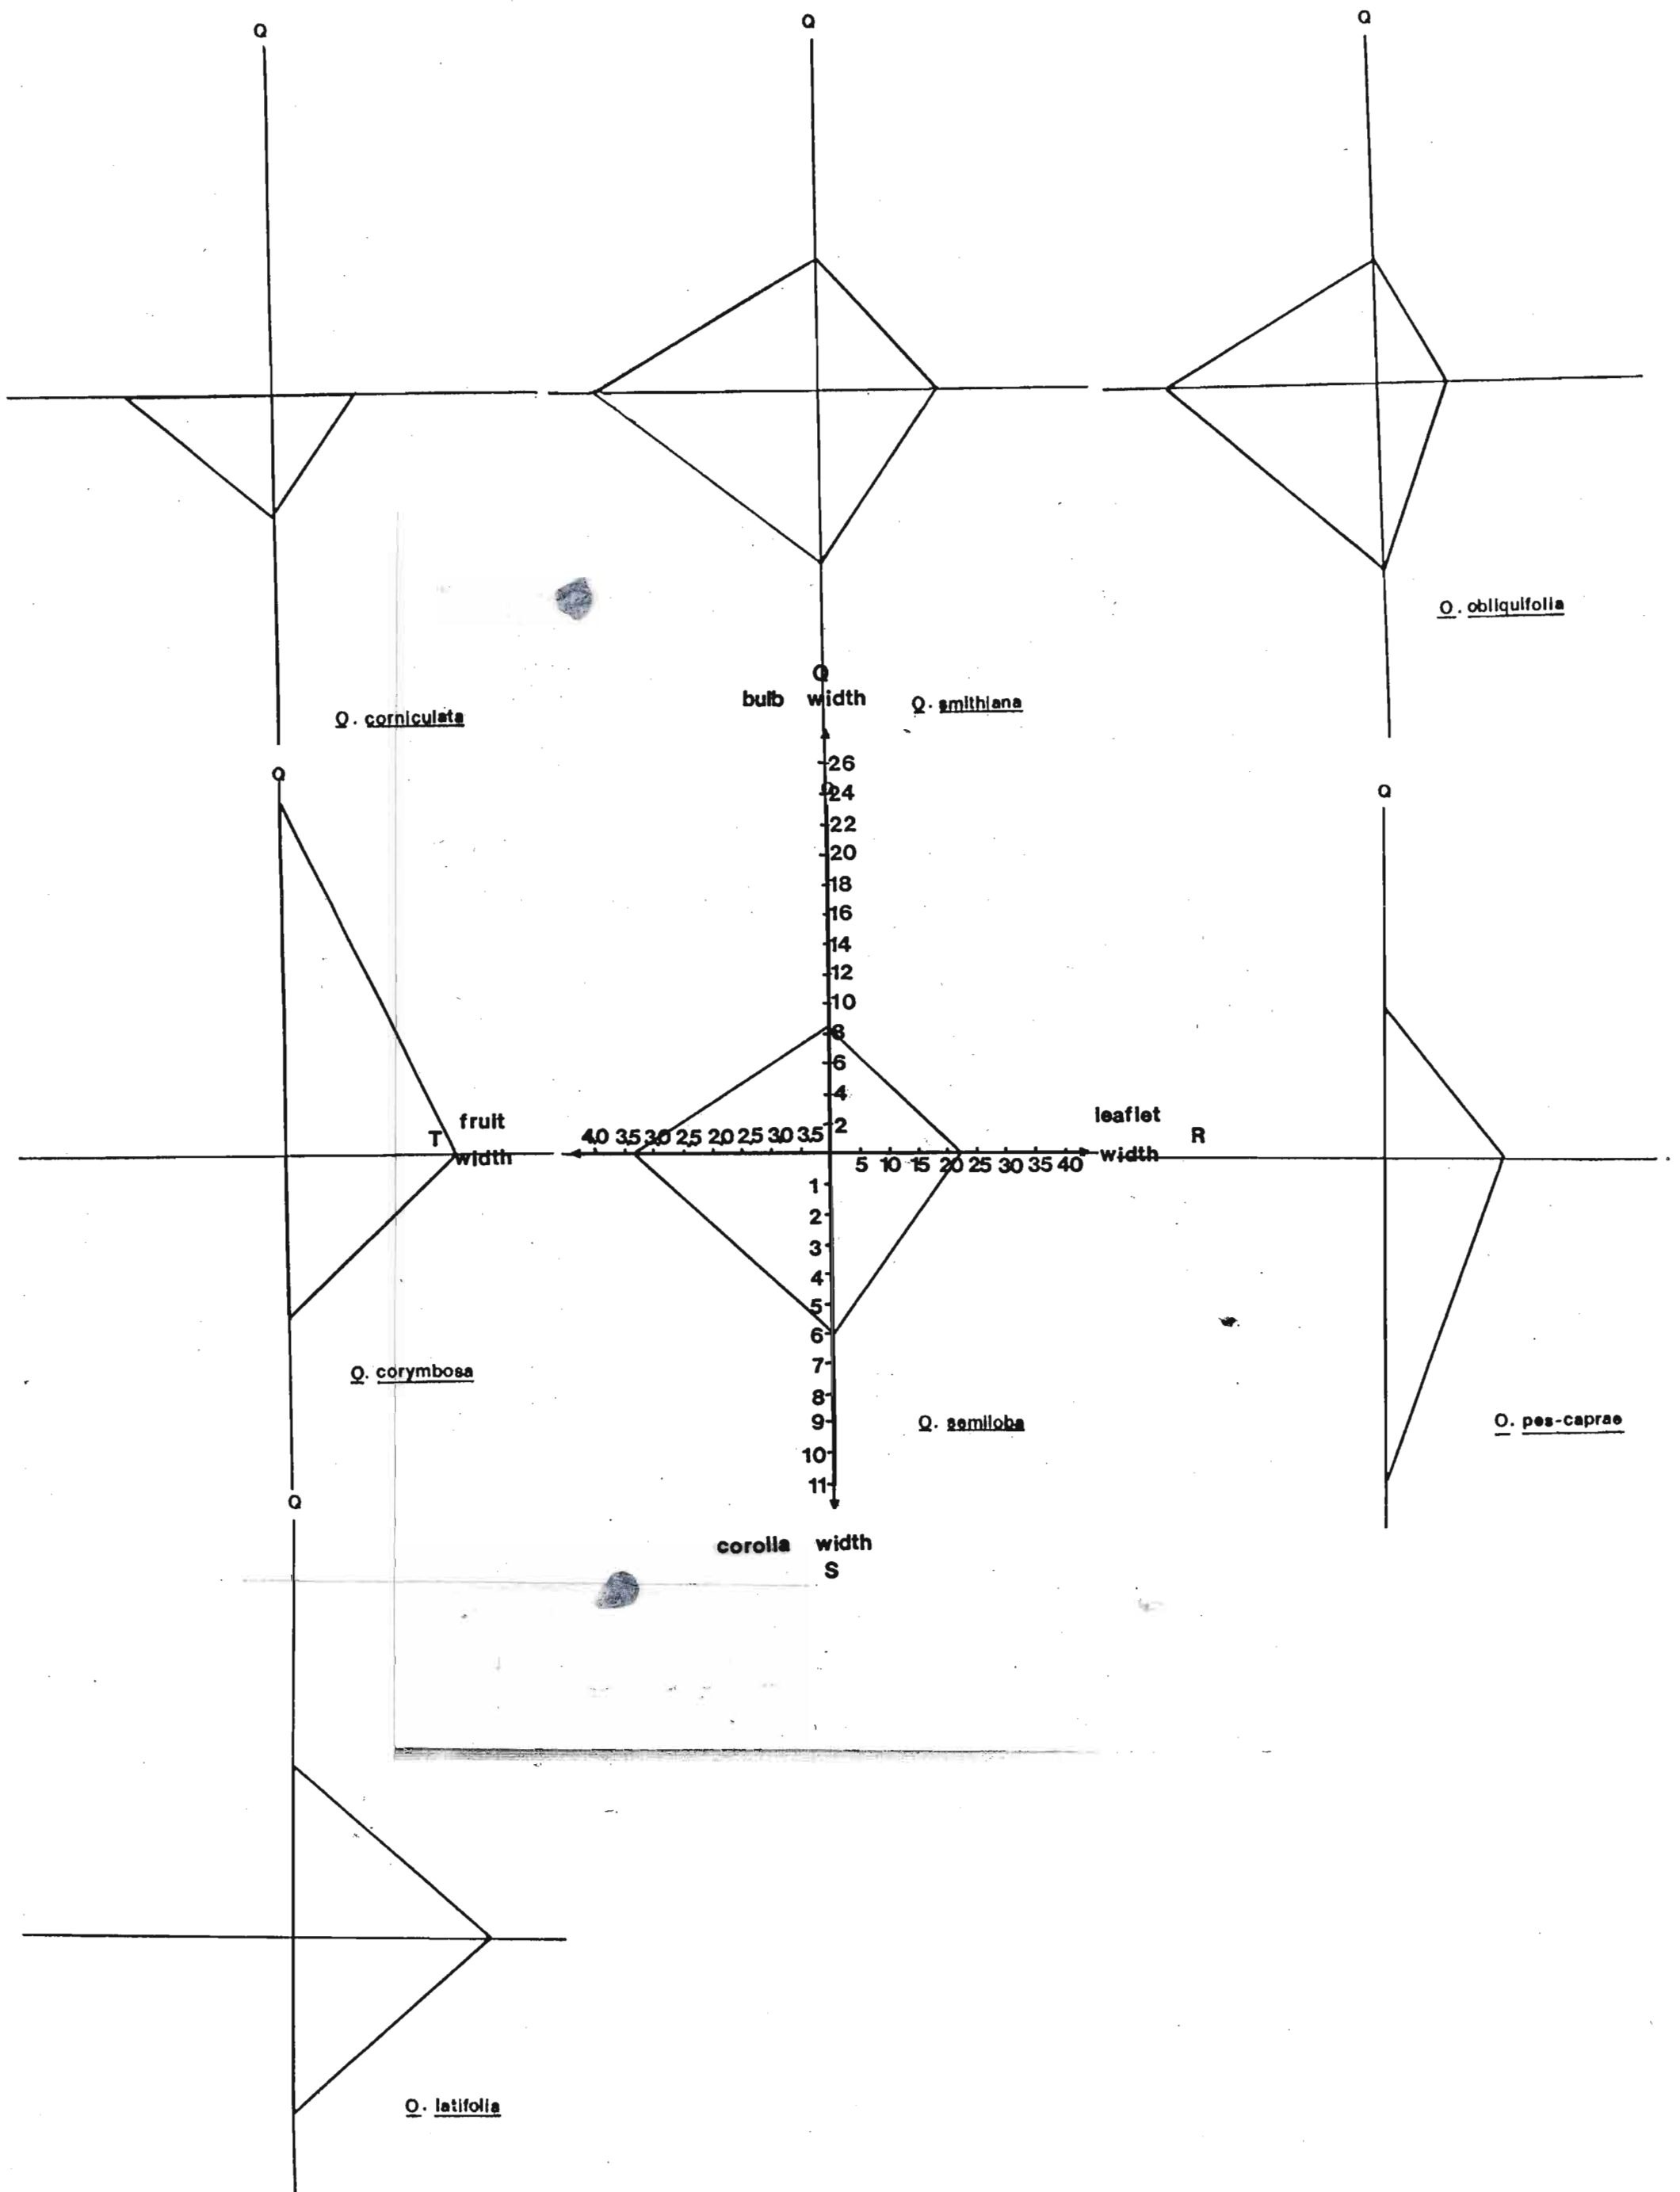 Q Q Q
O. obliquifolia
Q
bulb width
O. smithiana
O. corniculata
Q
Q
26
24
22
20
18
16
14
12
10
8
6
4
2
fruit
T
width
4.0 3.5 3.0 2.5 2.0 2.5 3.0 3.5
leaflet
R
width
5 10 15 20 25 30 35 40
1
2
3
4
5
6
7
8
9
10
11
O. corymbosa
O. semiloba
O. pes-caprae
Q
corolla width
S
O. latifolia